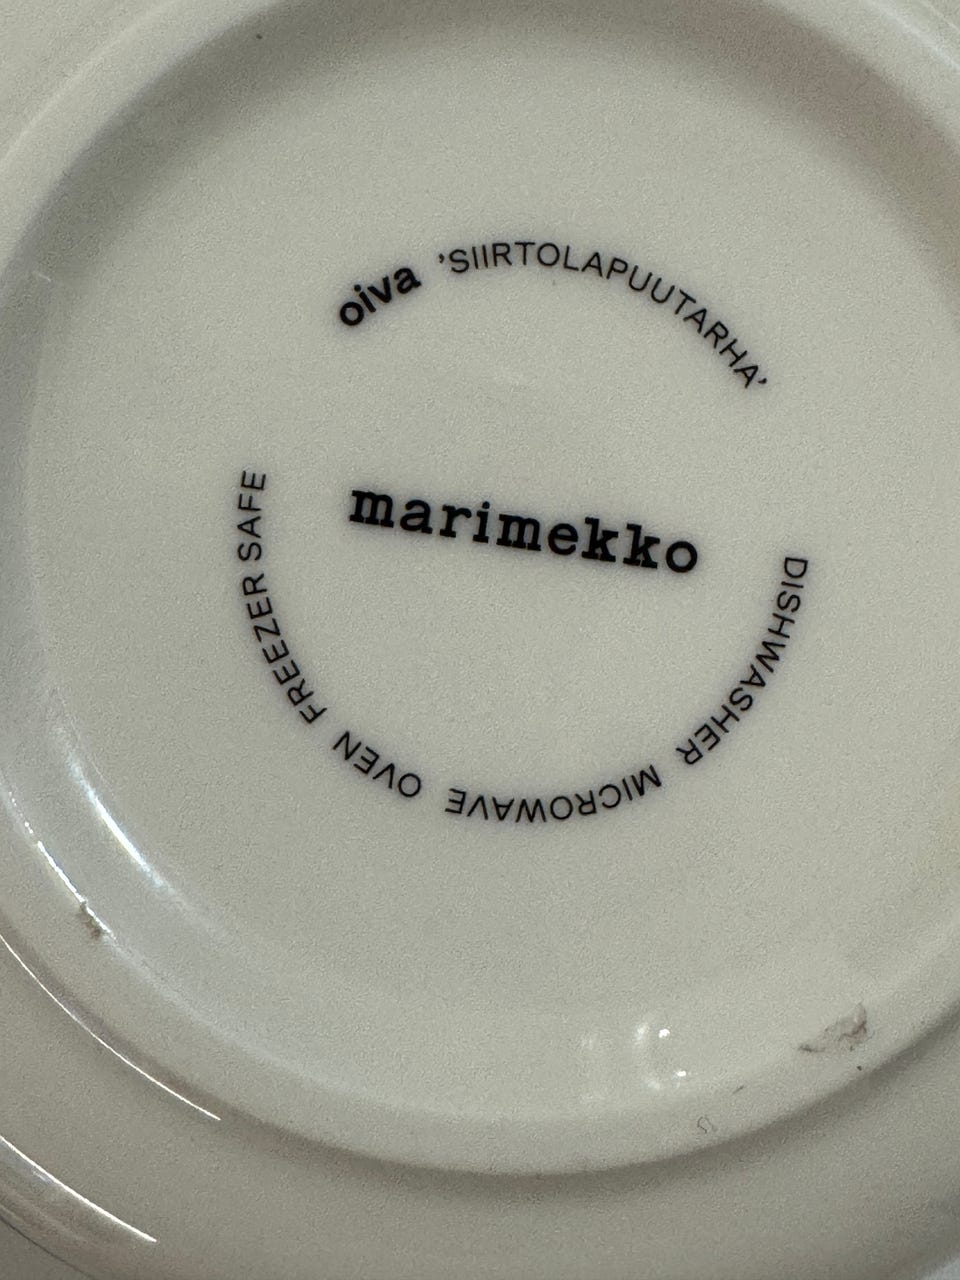 oiva 'SIIRTOLAPUUTARHA'
marimekko
DISHWASHER MICROWAVE OVEN FREEZER SAFE